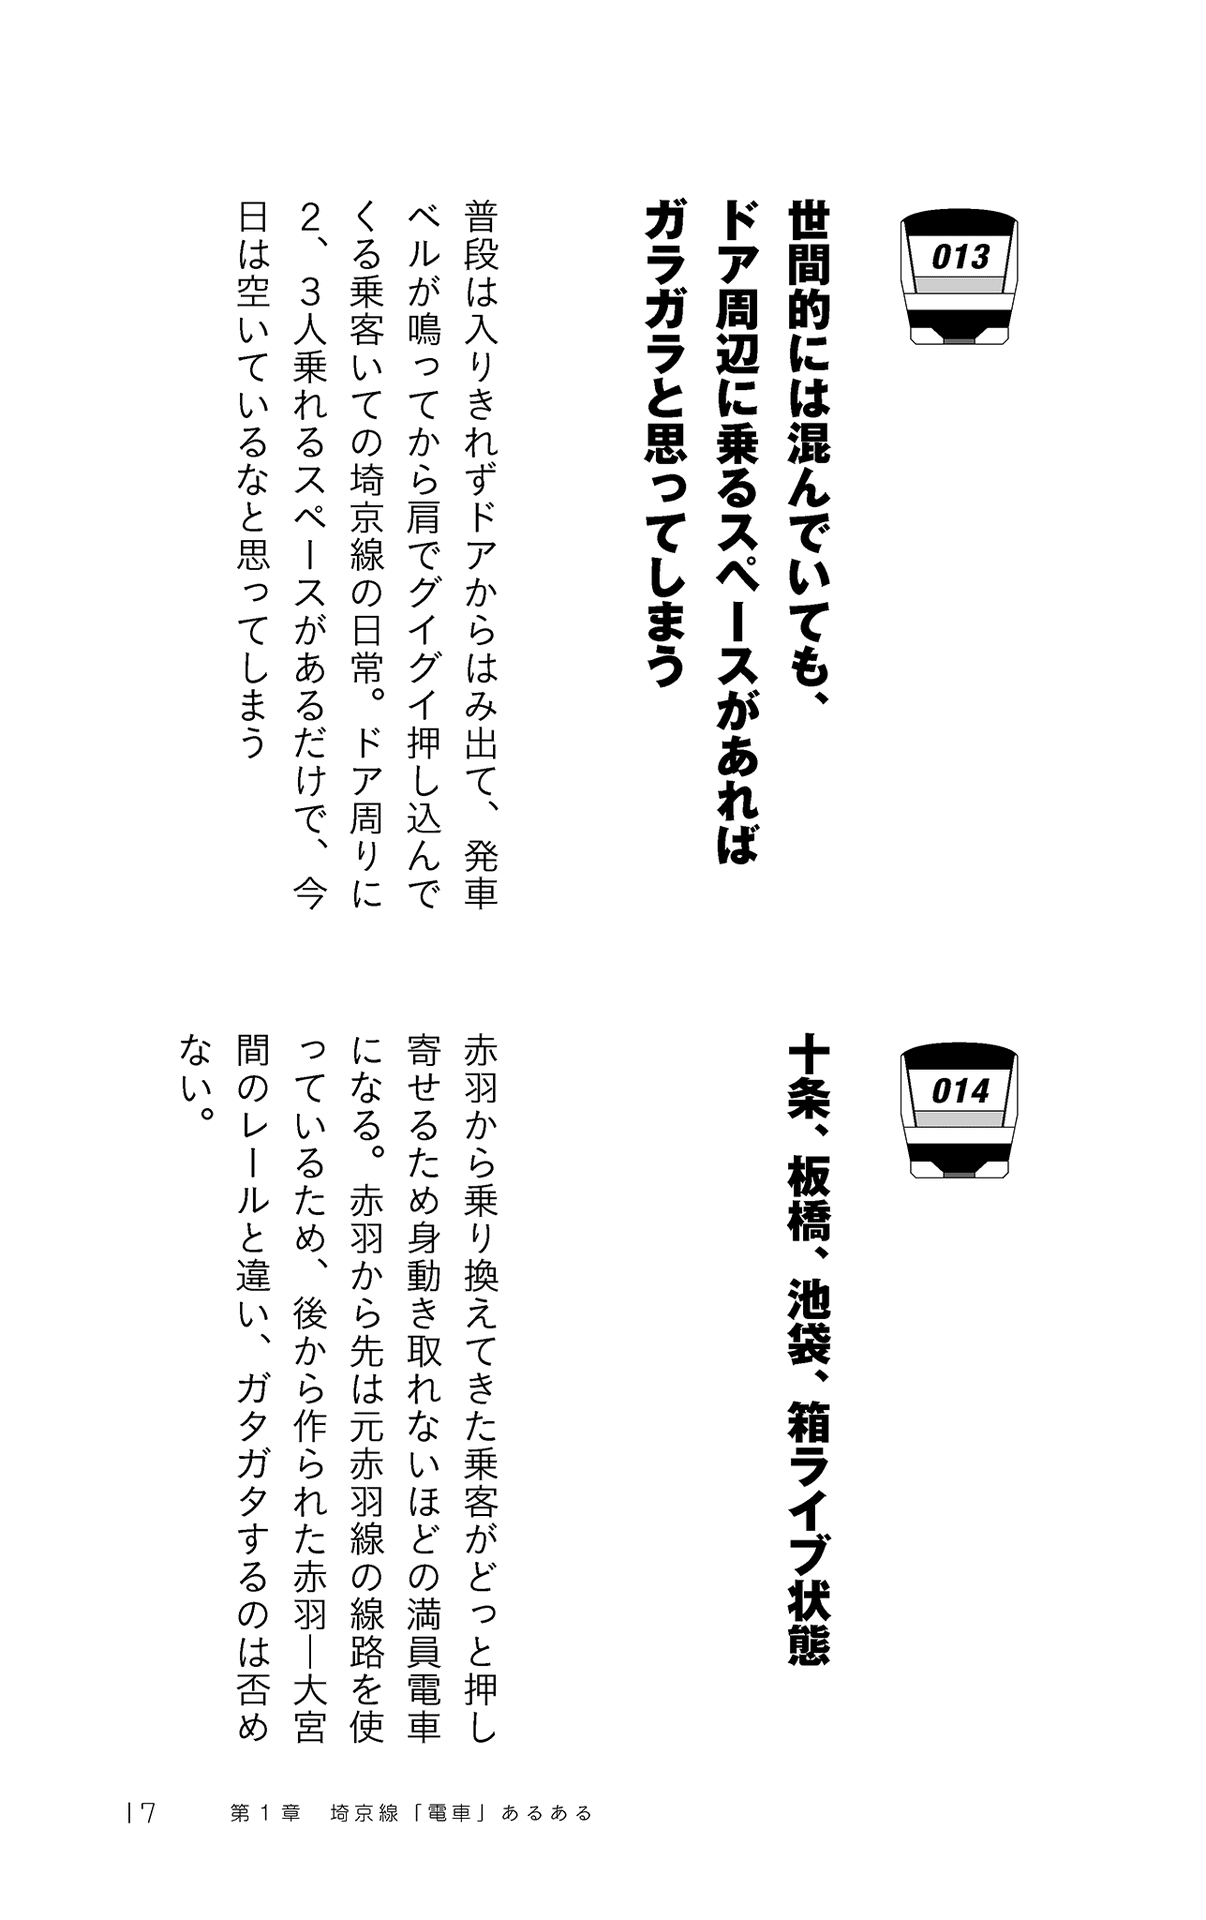 013
世間的には混んでいても、
ドア周辺に乗るスペースがあれば
ガラガラと思ってしまう
普段は入りきれずドアからはみ出て、発車
ベルが鳴ってから肩でグイグイ押し込んで
くる乗客いての埼京線の日常。ドア周りに
2、3人乗れるスペースがあるだけで、今
日は空いているなと思ってしまう
014
十条、板橋、池袋、箱ライブ状態
赤羽から乗り換えてきた乗客がどっと押し
寄せるため身動き取れないほどの満員電車
になる。赤羽から先は元赤羽線の線路を使
っているため、後から作られた赤羽―大宮
間のレールと違い、ガタガタするのは否め
ない。
17 第1章 埼京線「電車」あるある